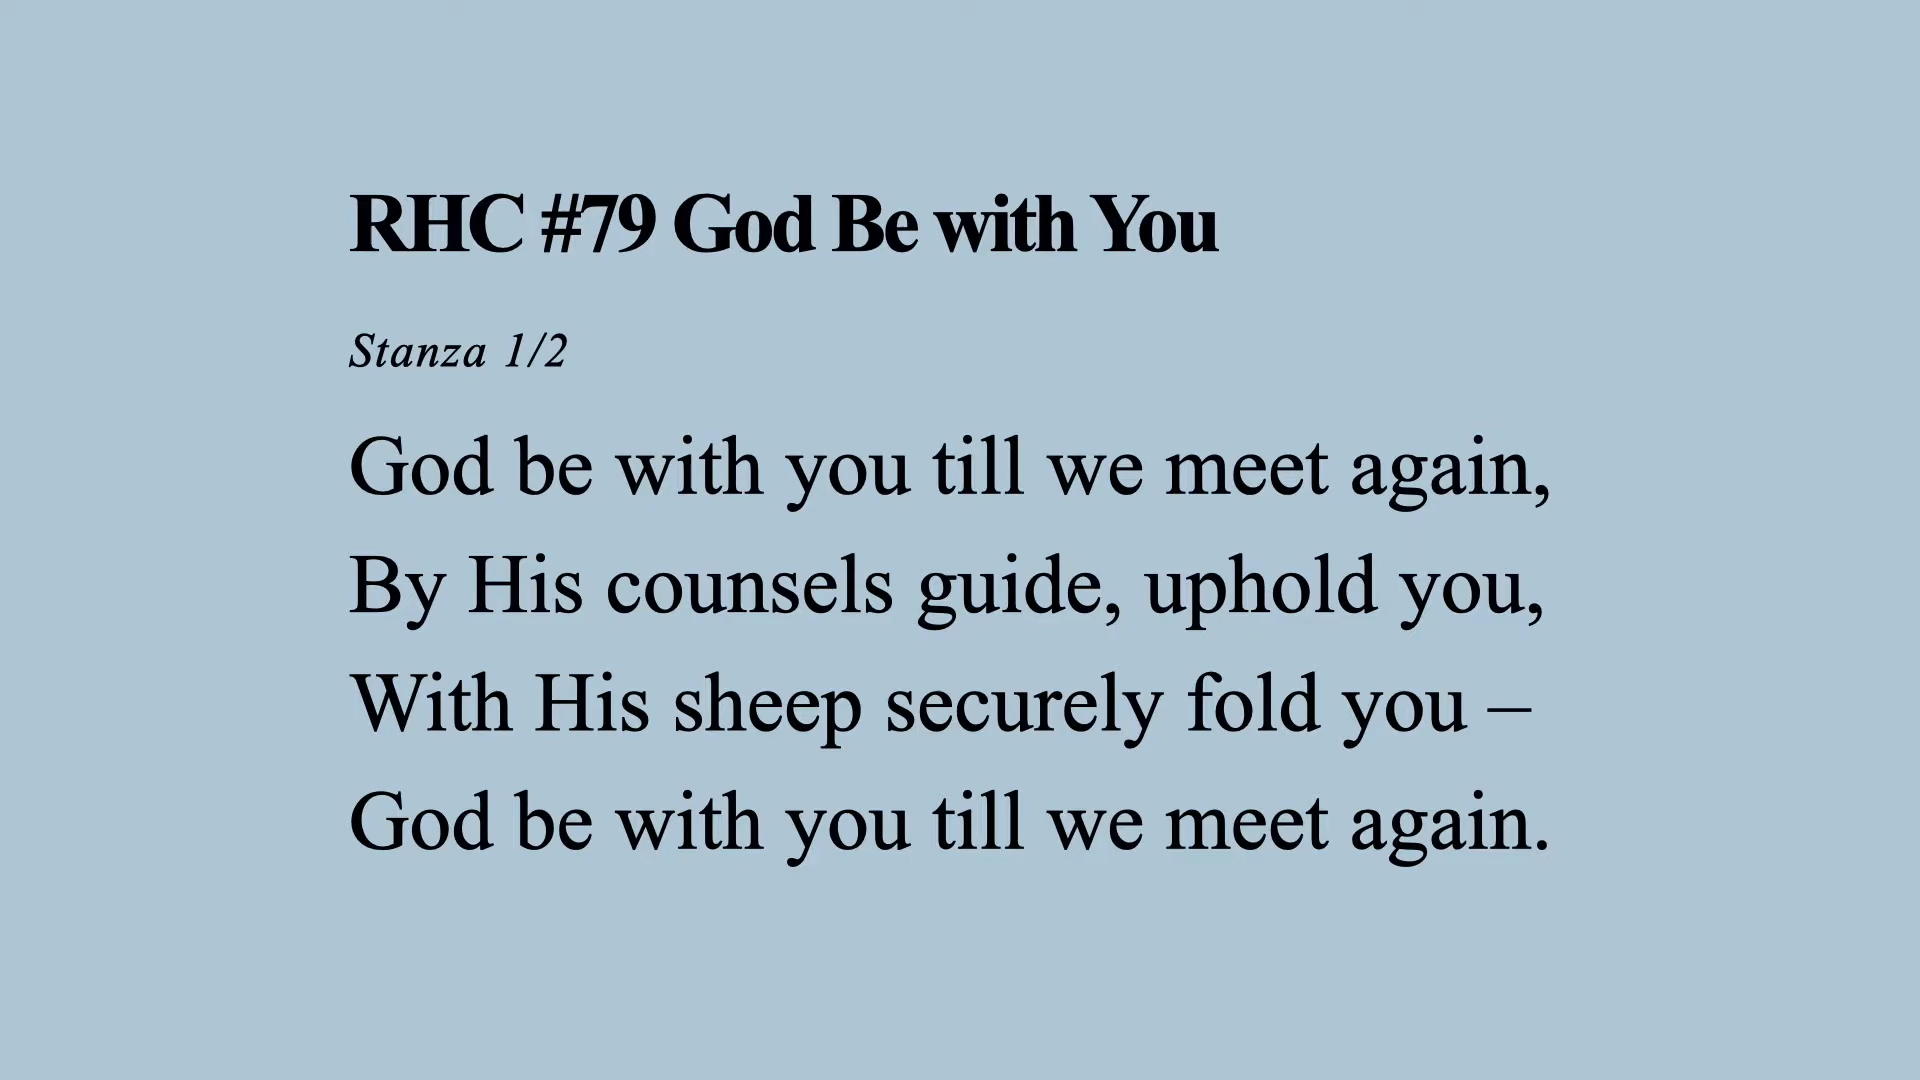 RHC #79 God Be with You
Stanza 1/2
God be with you till we meet again,
By His counsels guide, uphold you,
With His sheep securely fold you –
God be with you till we meet again.